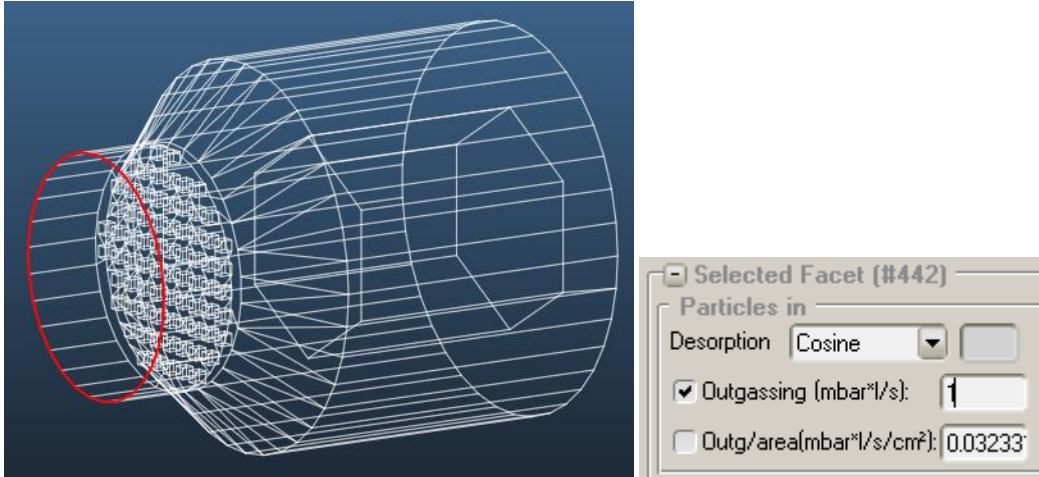 Selected Facet (#442)
Particles in
Desorption Cosine
Outgassing (mbar*l/s): 1
Outg/area(mbar*l/s/cm²): 0.03233